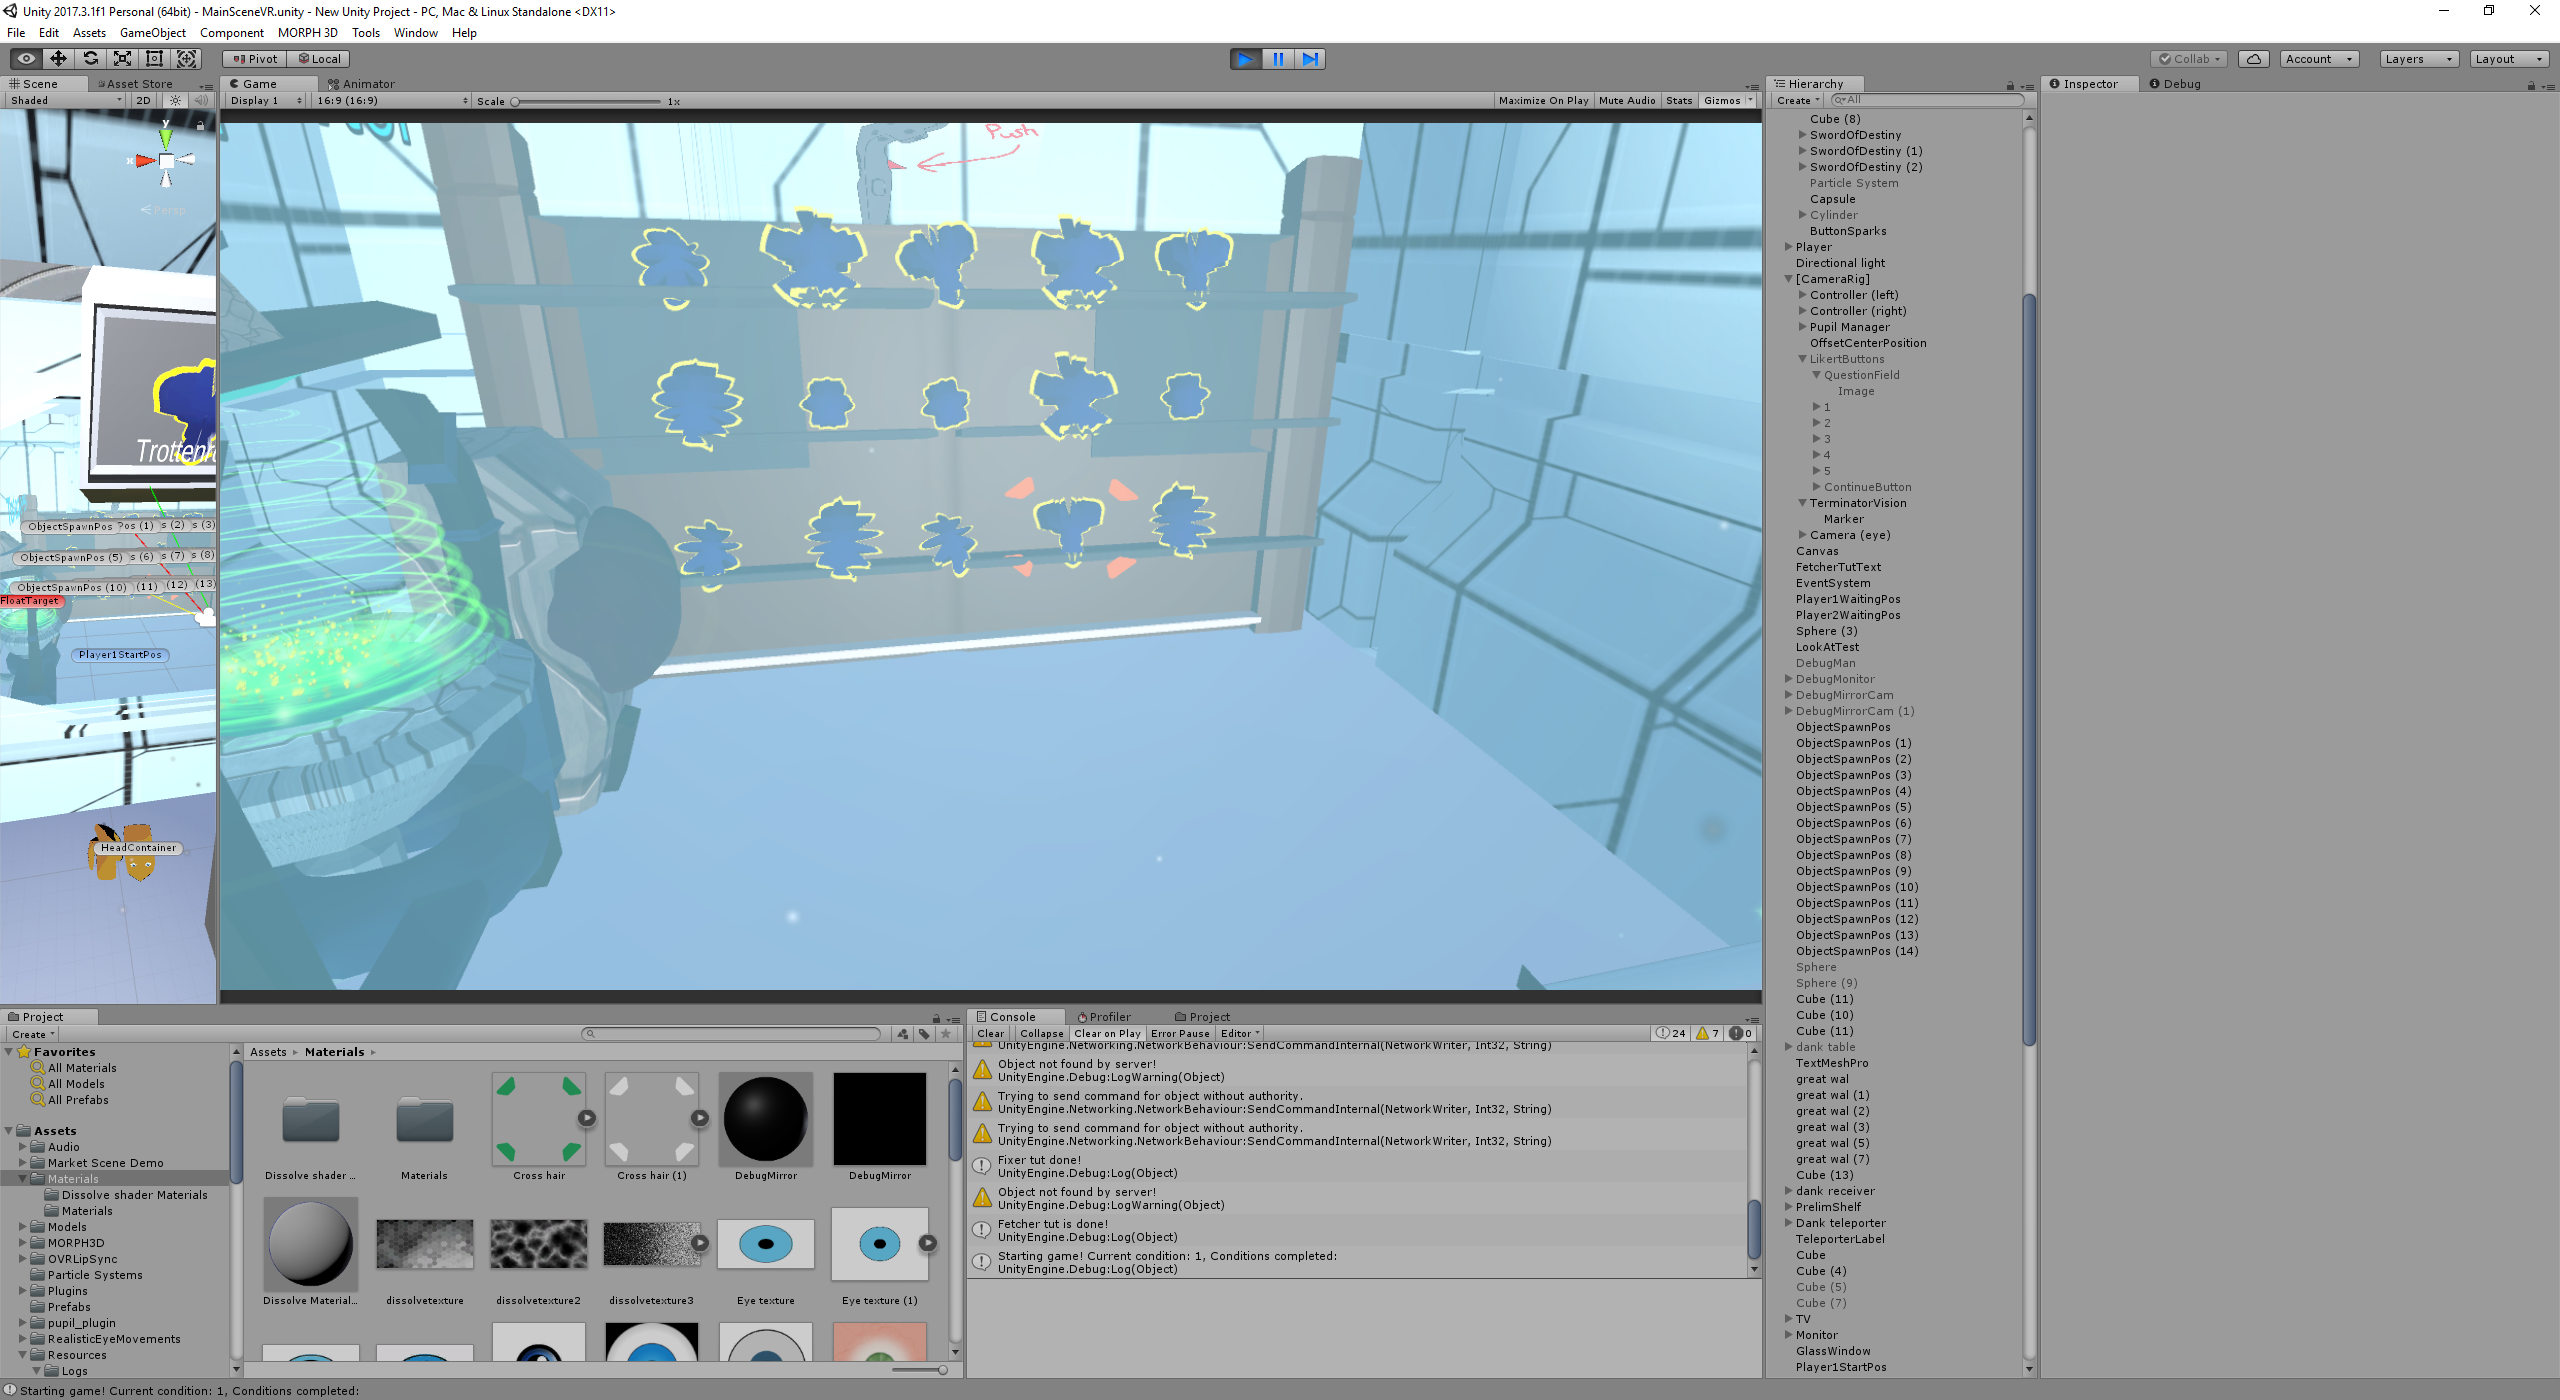 Unity 2017.3.1f1 Personal (64bit) - MainSceneVR.unity - New Unity Project - PC, Mac & Linux Standalone <DX11>
File Edit Assets GameObject Component MORPH 3D Tools Window Help
Pivot Local
Collab Account Layers Layout
Scene Asset Store
Shaded 2D
y
x
Persp
Trottenr
ObjectSpawnPos Pos (1) s (2) s (3)
ObjectSpawnPos (5) s (6) s (7) s (8)
ObjectSpawnPos (10) (11) (12) (13)
FloatTarget
Player1StartPos
HeadContainer
Game Animator
Display 1 16:9 (16:9) Scale 1x Maximize On Play Mute Audio Stats Gizmos
Push
Hierarchy
Create All
Cube (8)
SwordOfDestiny
SwordOfDestiny (1)
SwordOfDestiny (2)
Particle System
Capsule
Cylinder
ButtonSparks
Player
Directional light
[CameraRig]
Controller (left)
Controller (right)
Pupil Manager
OffsetCenterPosition
LikertButtons
QuestionField
Image
1
2
3
4
5
ContinueButton
TerminatorVision
Marker
Camera (eye)
Canvas
FetcherTutText
EventSystem
Player1WaitingPos
Player2WaitingPos
Sphere (3)
LookAtTest
DebugMan
DebugMonitor
DebugMirrorCam
DebugMirrorCam (1)
ObjectSpawnPos
ObjectSpawnPos (1)
ObjectSpawnPos (2)
ObjectSpawnPos (3)
ObjectSpawnPos (4)
ObjectSpawnPos (5)
ObjectSpawnPos (6)
ObjectSpawnPos (7)
ObjectSpawnPos (8)
ObjectSpawnPos (9)
ObjectSpawnPos (10)
ObjectSpawnPos (11)
ObjectSpawnPos (12)
ObjectSpawnPos (13)
ObjectSpawnPos (14)
Sphere
Sphere (9)
Cube (11)
Cube (10)
Cube (11)
dank table
TextMeshPro
great wal
great wal (1)
great wal (2)
great wal (3)
great wal (5)
great wal (7)
Cube (13)
dank receiver
PrelimShelf
Dank teleporter
TeleporterLabel
Cube
Cube (4)
Cube (5)
Cube (7)
TV
Monitor
GlassWindow
Player1StartPos
Inspector Debug
Project
Create
Favorites
All Materials
All Models
All Prefabs
Assets
Audio
Market Scene Demo
Materials
Dissolve shader Materials
Materials
Models
MORPH3D
OVRLipSync
Particle Systems
Plugins
Prefabs
pupil_plugin
RealisticEyeMovements
Resources
Logs
Assets Materials
Dissolve shader ... Materials Cross hair Cross hair (1) DebugMirror DebugMirror
Dissolve Material... dissolvetexture dissolvetexture2 dissolvetexture3 Eye texture Eye texture (1)
Console Profiler Project
Clear Collapse Clear on Play Error Pause Editor 24 7 0
UnityEngine.Networking.NetworkBehaviour:SendCommandInternal(NetworkWriter, Int32, String)
Object not found by server!
UnityEngine.Debug:LogWarning(Object)
Trying to send command for object without authority.
UnityEngine.Networking.NetworkBehaviour:SendCommandInternal(NetworkWriter, Int32, String)
Trying to send command for object without authority.
UnityEngine.Networking.NetworkBehaviour:SendCommandInternal(NetworkWriter, Int32, String)
Fixer tut done!
UnityEngine.Debug:Log(Object)
Object not found by server!
UnityEngine.Debug:LogWarning(Object)
Fetcher tut is done!
UnityEngine.Debug:Log(Object)
Starting game! Current condition: 1, Conditions completed:
UnityEngine.Debug:Log(Object)
Starting game! Current condition: 1, Conditions completed: